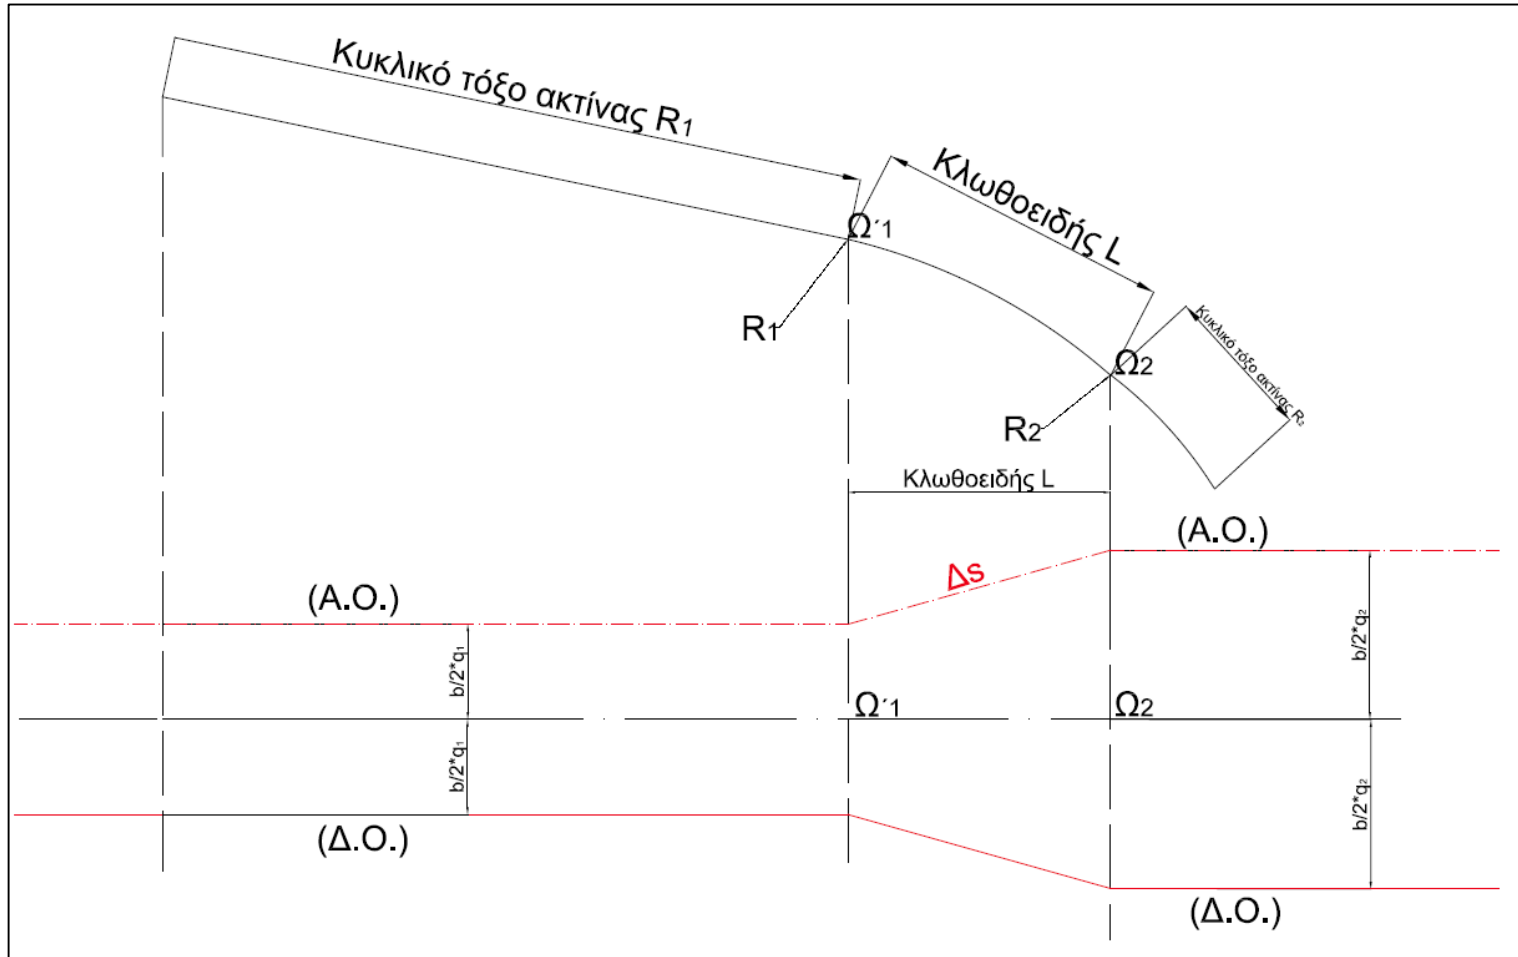 Κυκλικό τόξο ακτίνας R1
Κλωθοειδής L
Ω΄1
R1
Ω2
Κυκλικό τόξο ακτίνας R2
R2
Κλωθοειδής L
(Α.Ο.)
Δs
(Α.Ο.)
b/2*q1
b/2*q2
Ω΄1
Ω2
b/2*q1
b/2*q2
(Δ.Ο.)
(Δ.Ο.)